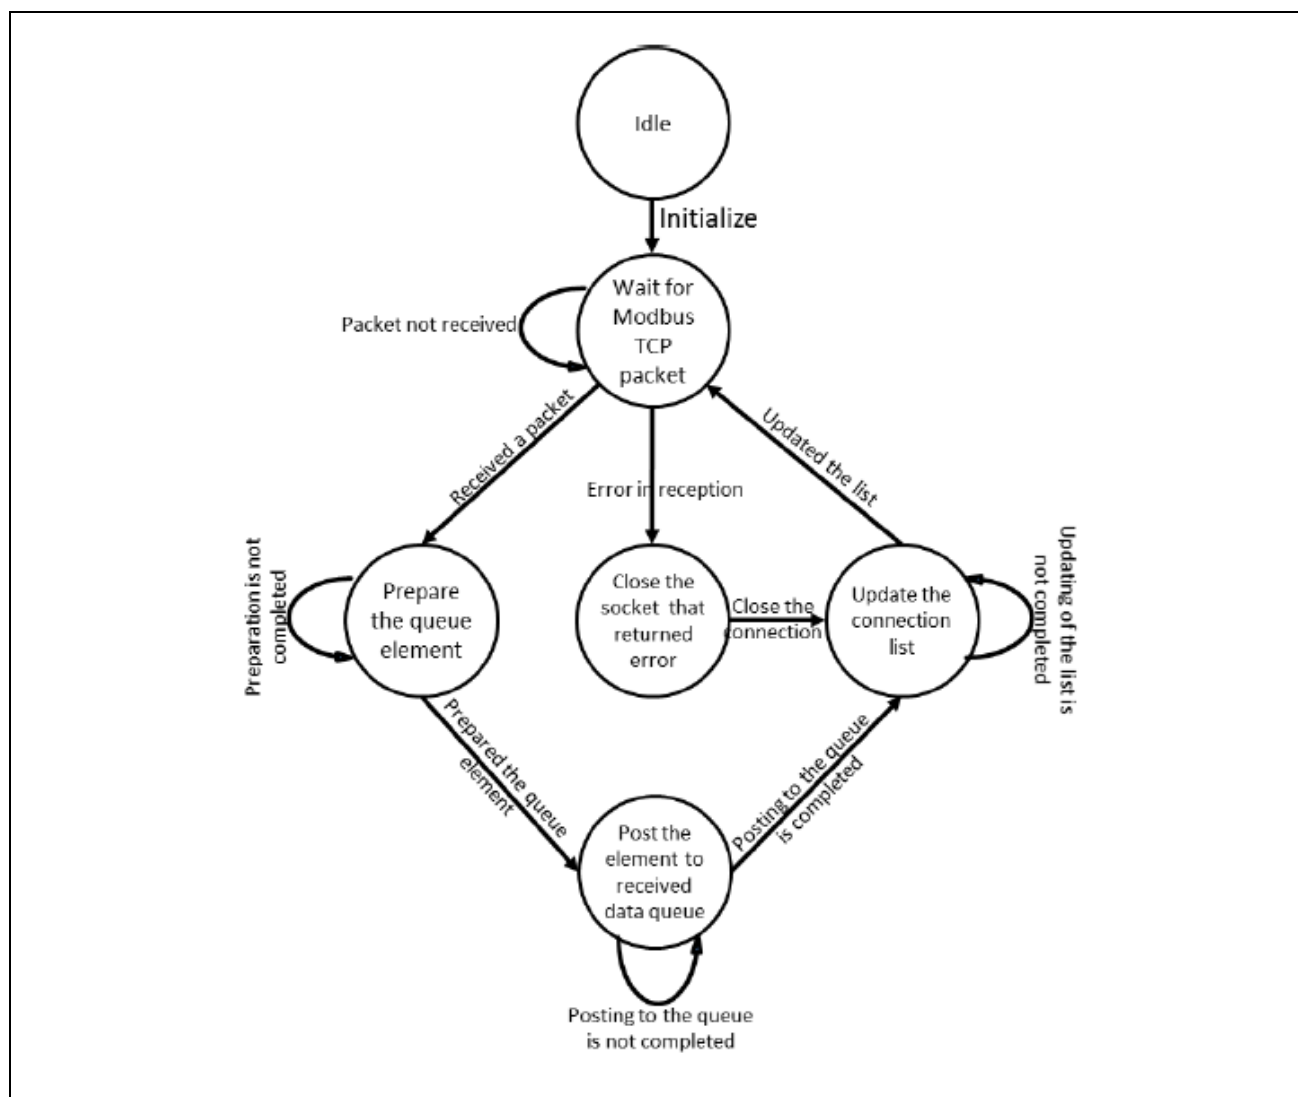 Idle
Initialize
Wait for
Modbus
TCP
packet
Packet not received
Received a packet
Error in reception
Updated the list
Preparation is not
completed
Prepare
the queue
element
Close the
socket that
returned
error
Close the
connection
Update the
connection
list
Updating of the list is
not completed
Prepared the queue
element
Posting to the queue
is completed
Post the
element to
received
data queue
Posting to the queue
is not completed